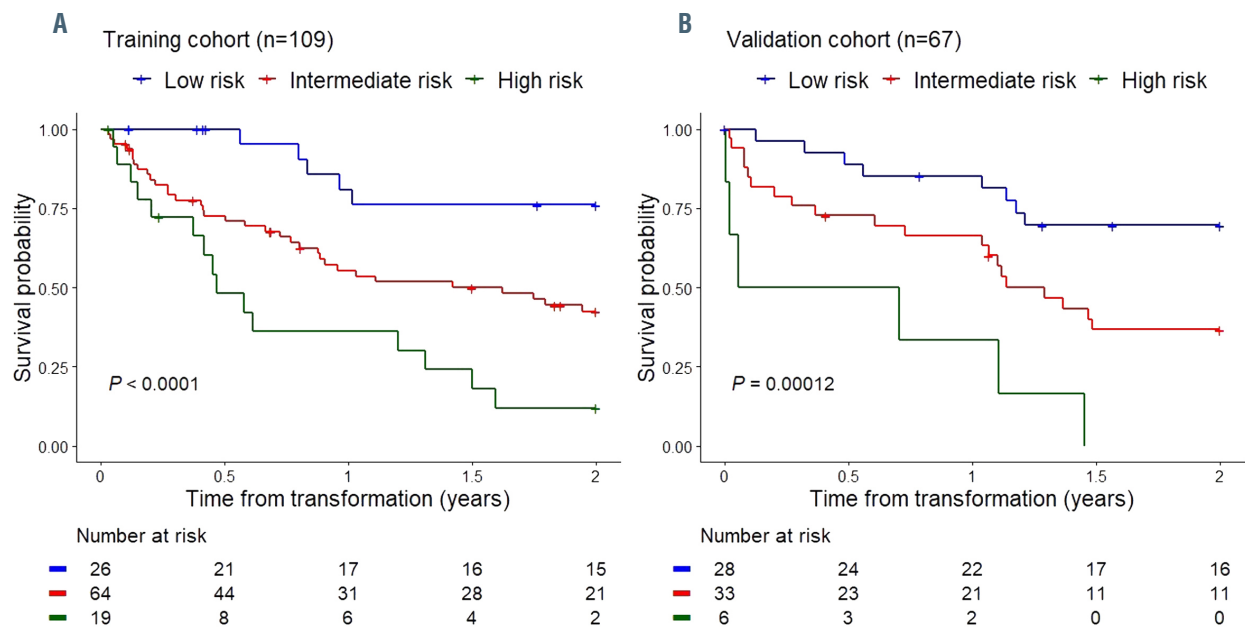 A
Training cohort (n=109)
Low risk Intermediate risk High risk
Survival probability
1.00
0.75
0.50
0.25
0.00
P < 0.0001
0 0.5 1 1.5 2
Time from transformation (years)
Number at risk
26 21 17 16 15
64 44 31 28 21
19 8 6 4 2
B
Validation cohort (n=67)
Low risk Intermediate risk High risk
Survival probability
1.00
0.75
0.50
0.25
0.00
P = 0.00012
0 0.5 1 1.5 2
Time from transformation (years)
Number at risk
28 24 22 17 16
33 23 21 11 11
6 3 2 0 0